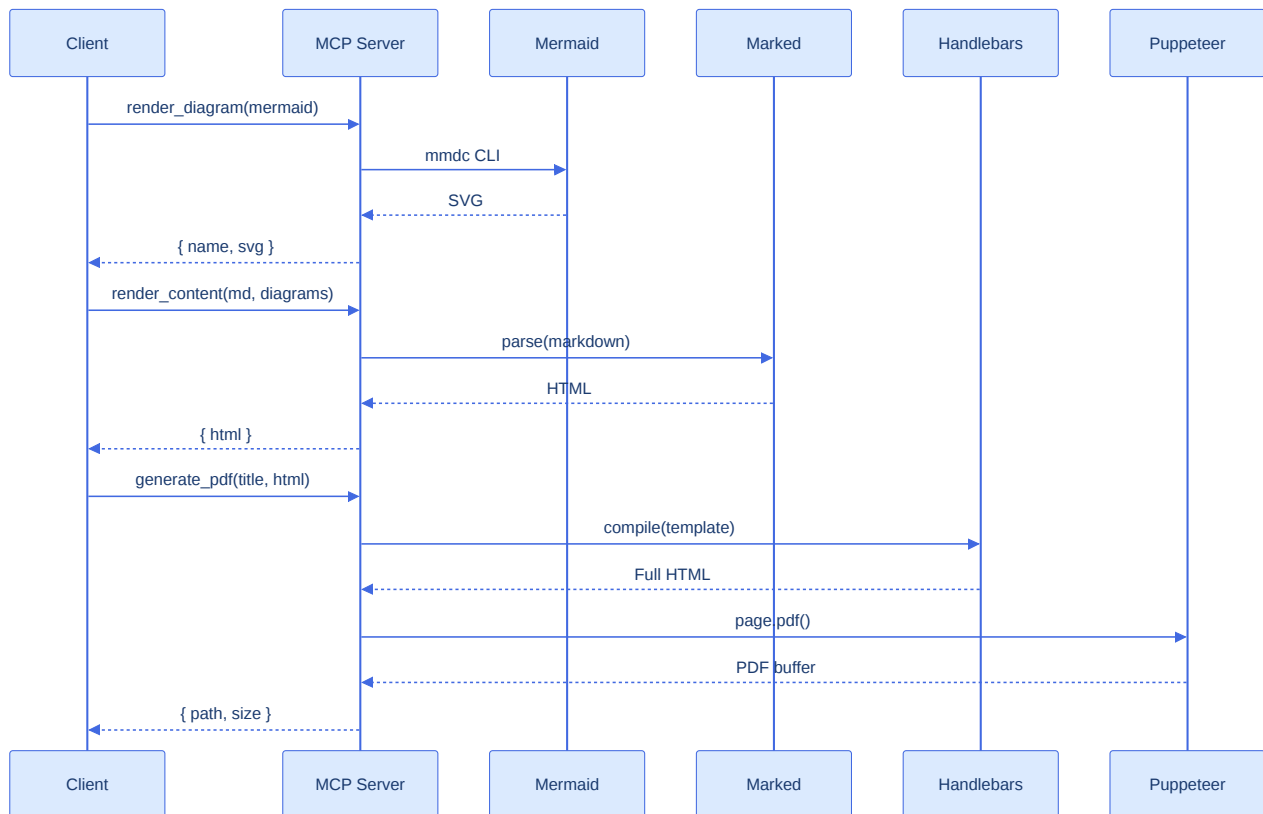 Client
MCP Server
Mermaid
Marked
Handlebars
Puppeteer
render_diagram(mermaid)
mmdc CLI
SVG
{ name, svg }
render_content(md, diagrams)
parse(markdown)
HTML
{ html }
generate_pdf(title, html)
compile(template)
Full HTML
page.pdf()
PDF buffer
{ path, size }
Client
MCP Server
Mermaid
Marked
Handlebars
Puppeteer